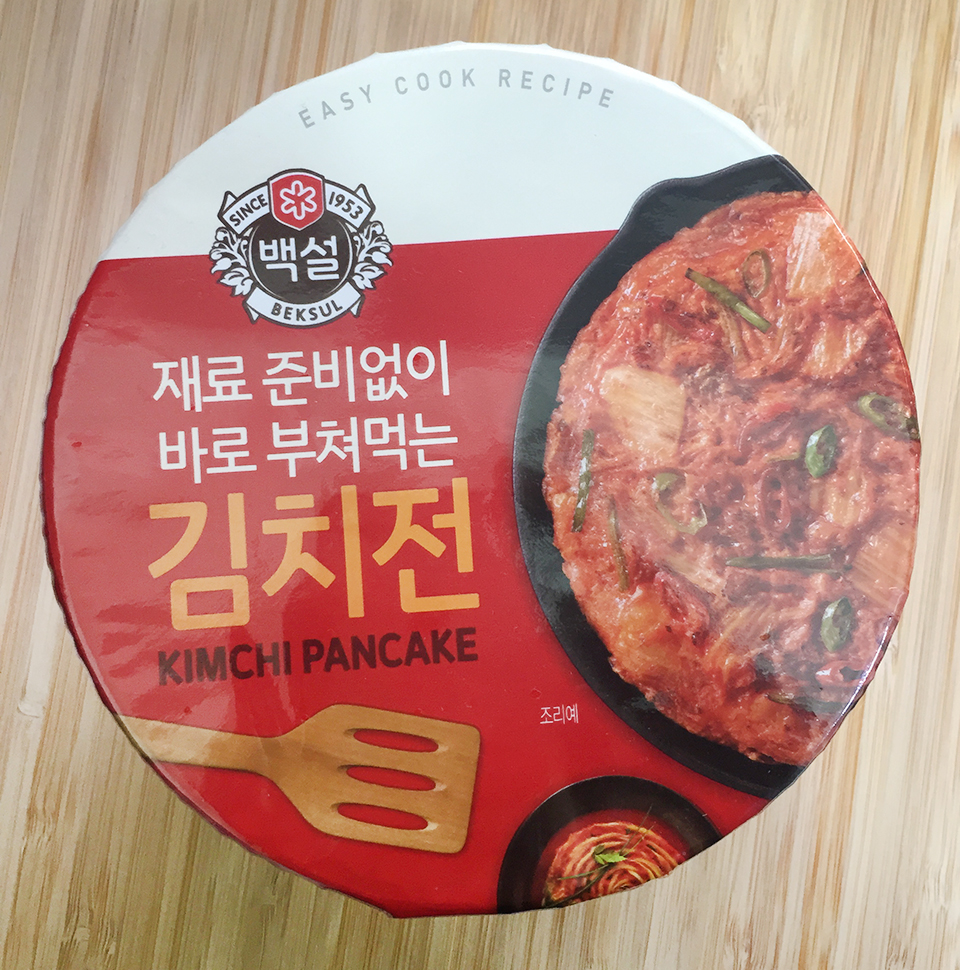 EASY COOK RECIPE
SINCE 1953
백설
BEKSUL
재료 준비없이
바로 부쳐먹는
김치전
KIMCHI PANCAKE
조리예